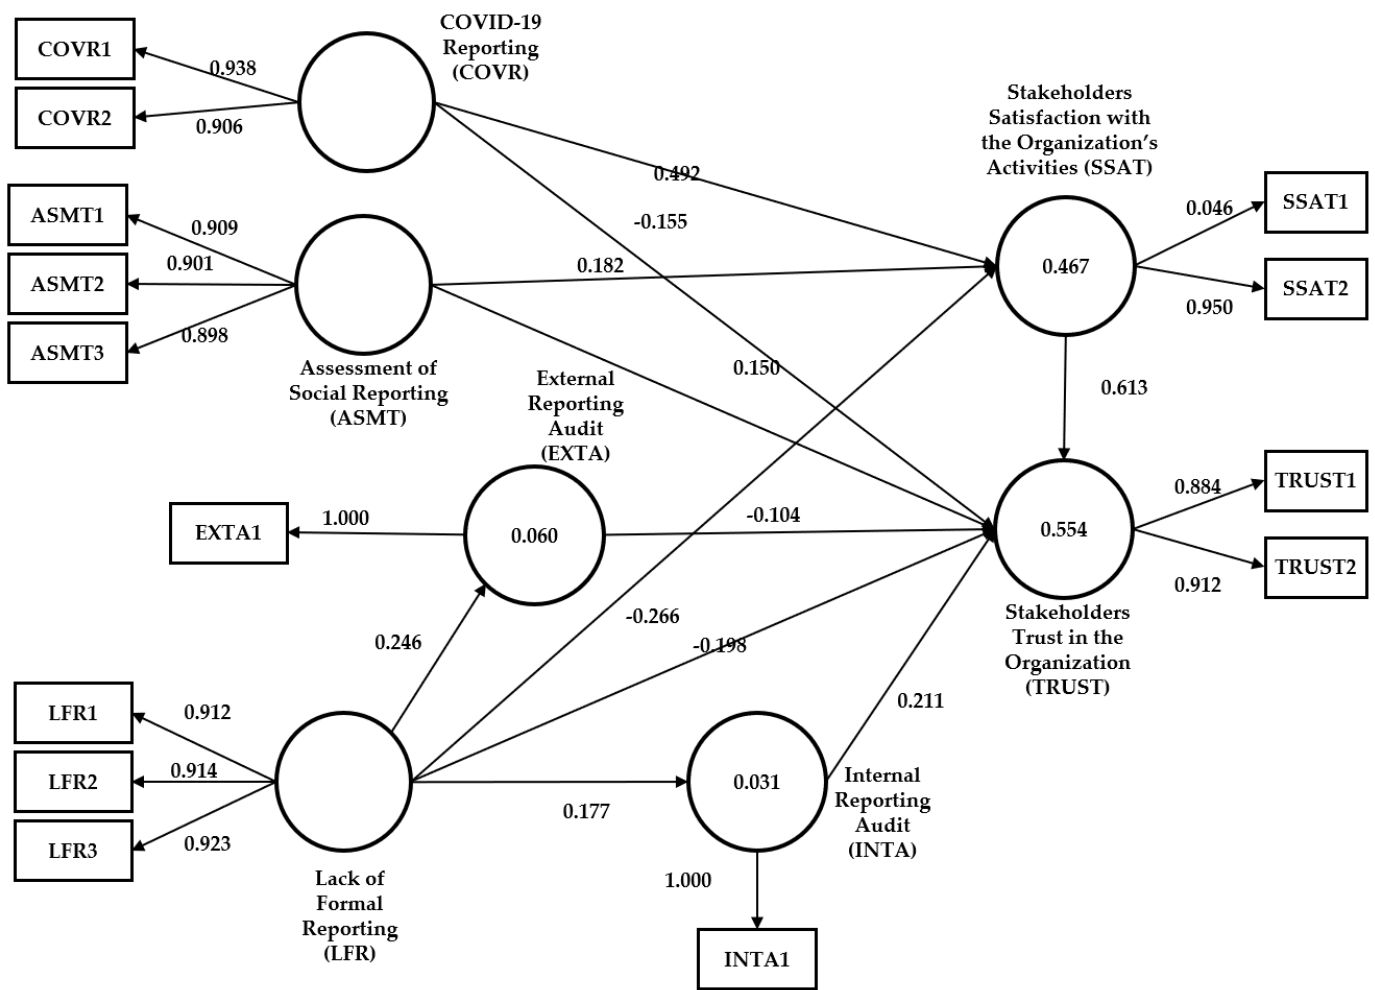 COVID-19
Reporting
(COVR)
COVR1
0.938
COVR2
0.906
Stakeholders
Satisfaction with
the Organization's
Activities (SSAT)
0.492
ASMT1
0.909
-0.155
0.046
SSAT1
ASMT2
0.901
0.182
0.467
SSAT2
0.950
ASMT3
0.898
Assessment of
Social Reporting
(ASMT)
External
Reporting
Audit
(EXTA)
0.150
0.613
EXTA1
1.000
0.060
-0.104
0.554
0.884
TRUST1
TRUST2
0.912
Stakeholders
Trust in the
Organization
(TRUST)
0.246
-0.266
-0.198
0.211
LFR1
0.912
LFR2
0.914
LFR3
0.923
0.177
0.031
Internal
Reporting
Audit
(INTA)
Lack of
Formal
Reporting
(LFR)
1.000
INTA1